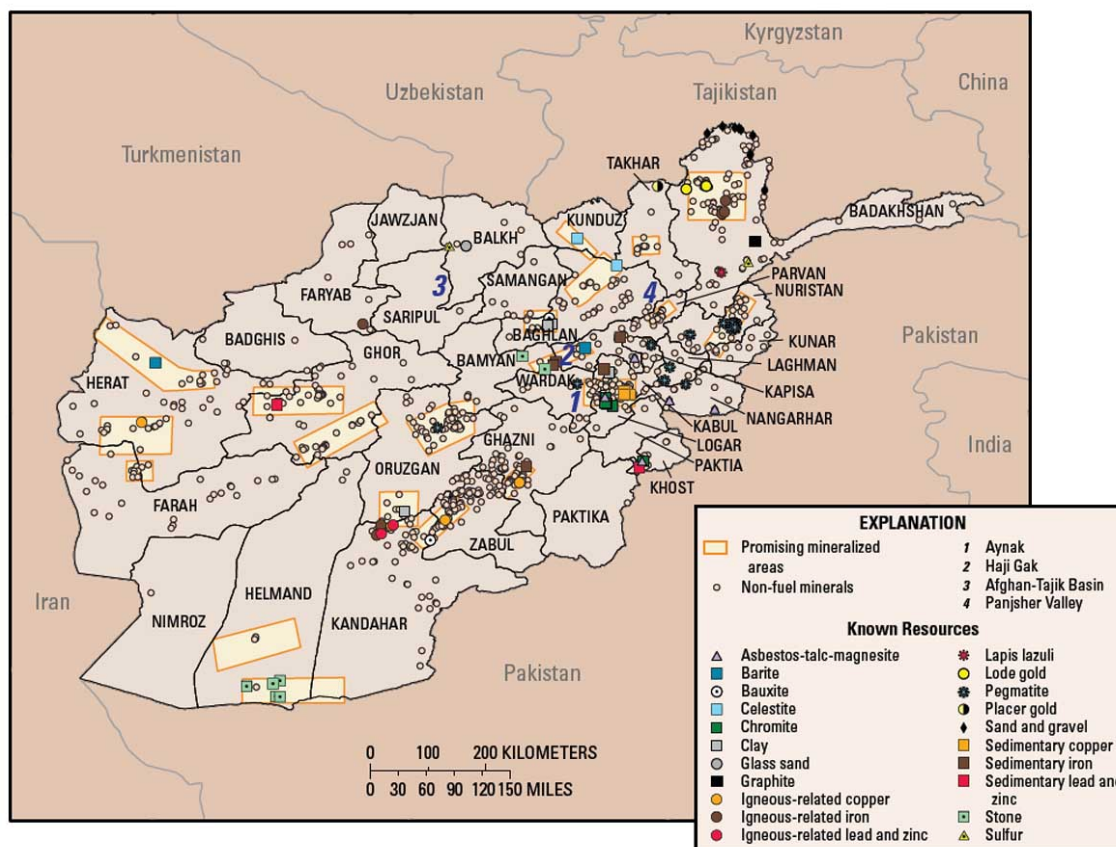 Kyrgyzstan
Uzbekistan
Tajikistan
China
Turkmenistan
TAKHAR
BADAKHSHAN
JAWZJAN
KUNDUZ
BALKH
PARVAN
NURISTAN
SAMANGAN
3
4
FARYAB
SARIPUL
Pakistan
BADGHIS
BAGHLAN
KUNAR
GHOR
BAMYAN
2
LAGHMAN
HERAT
WARDAK
KAPISA
1
NANGARHAR
KABUL
LOGAR
GHAZNI
PAKTIA
India
ORUZGAN
KHOST
FARAH
PAKTIKA
ZABUL
Iran
HELMAND
NIMROZ
KANDAHAR
Pakistan
0 100 200 KILOMETERS
0 30 60 90 120 150 MILES
EXPLANATION
Promising mineralized
areas
Non-fuel minerals
1 Aynak
2 Haji Gak
3 Afghan-Tajik Basin
4 Panjsher Valley
Known Resources
Asbestos-talc-magnesite
Barite
Bauxite
Celestite
Chromite
Clay
Glass sand
Graphite
Igneous-related copper
Igneous-related iron
Igneous-related lead and zinc
Lapis lazuli
Lode gold
Pegmatite
Placer gold
Sand and gravel
Sedimentary copper
Sedimentary iron
Sedimentary lead and
zinc
Stone
Sulfur